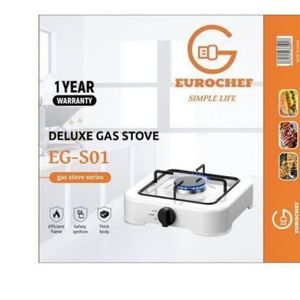 1 YEAR
WARRANTY
EUROCHEF
SIMPLE LIFE
DELUXE GAS STOVE
EG-S01
gas stove series
Efficient
flame
Safety
ignition
Thick
body
EUROCHEF